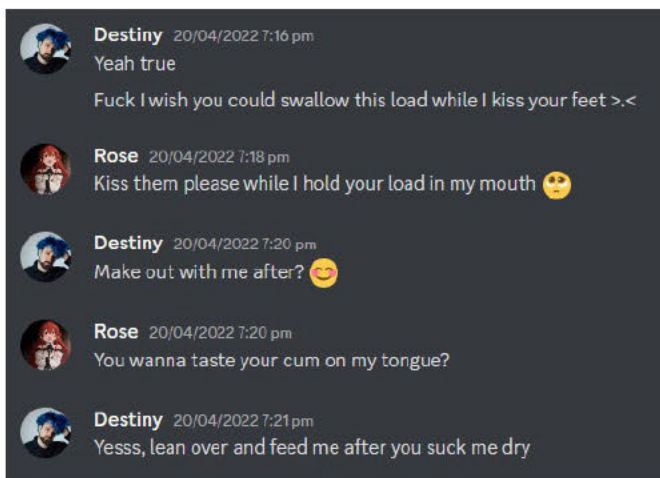 Destiny 20/04/2022 7:16 pm
Yeah true
Fuck I wish you could swallow this load while I kiss your feet >.<
Rose 20/04/2022 7:18 pm
Kiss them please while I hold your load in my mouth 🥺
Destiny 20/04/2022 7:20 pm
Make out with me after? 😊
Rose 20/04/2022 7:20 pm
You wanna taste your cum on my tongue?
Destiny 20/04/2022 7:21 pm
Yesss, lean over and feed me after you suck me dry